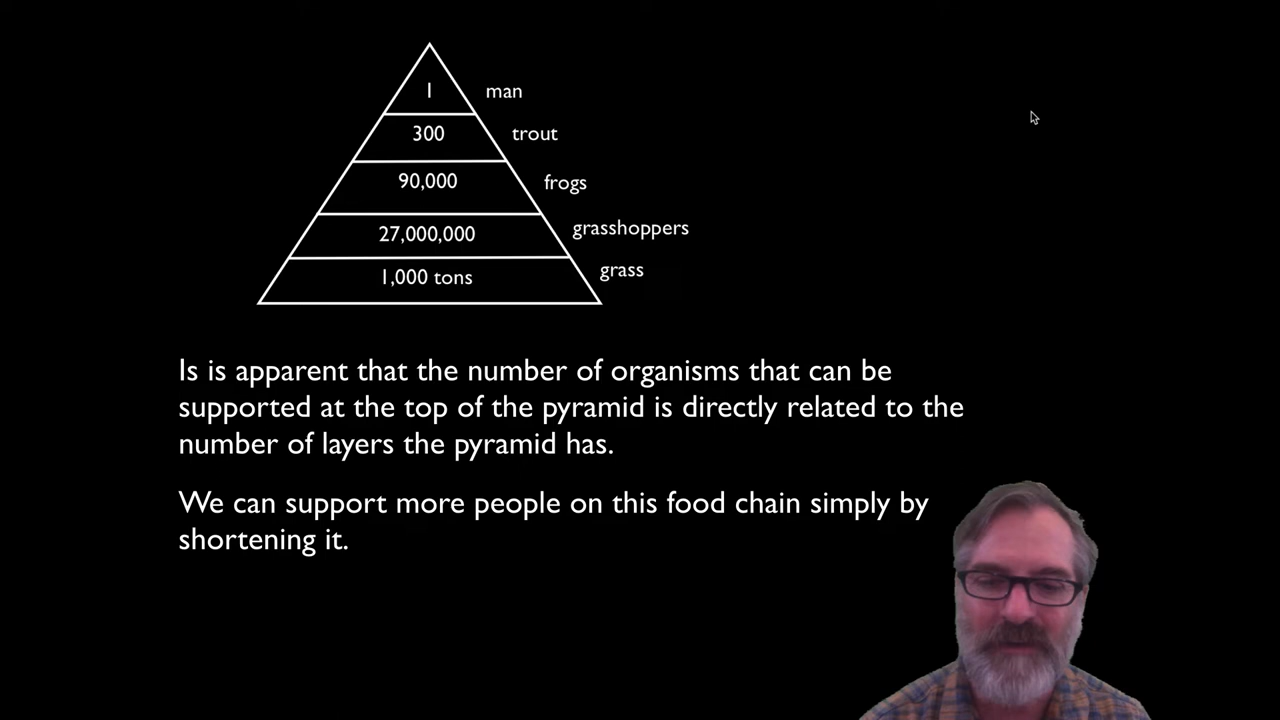 1 man
300 trout
90,000 frogs
27,000,000 grasshoppers
1,000 tons grass
Is is apparent that the number of organisms that can be
supported at the top of the pyramid is directly related to the
number of layers the pyramid has.
We can support more people on this food chain simply by
shortening it.